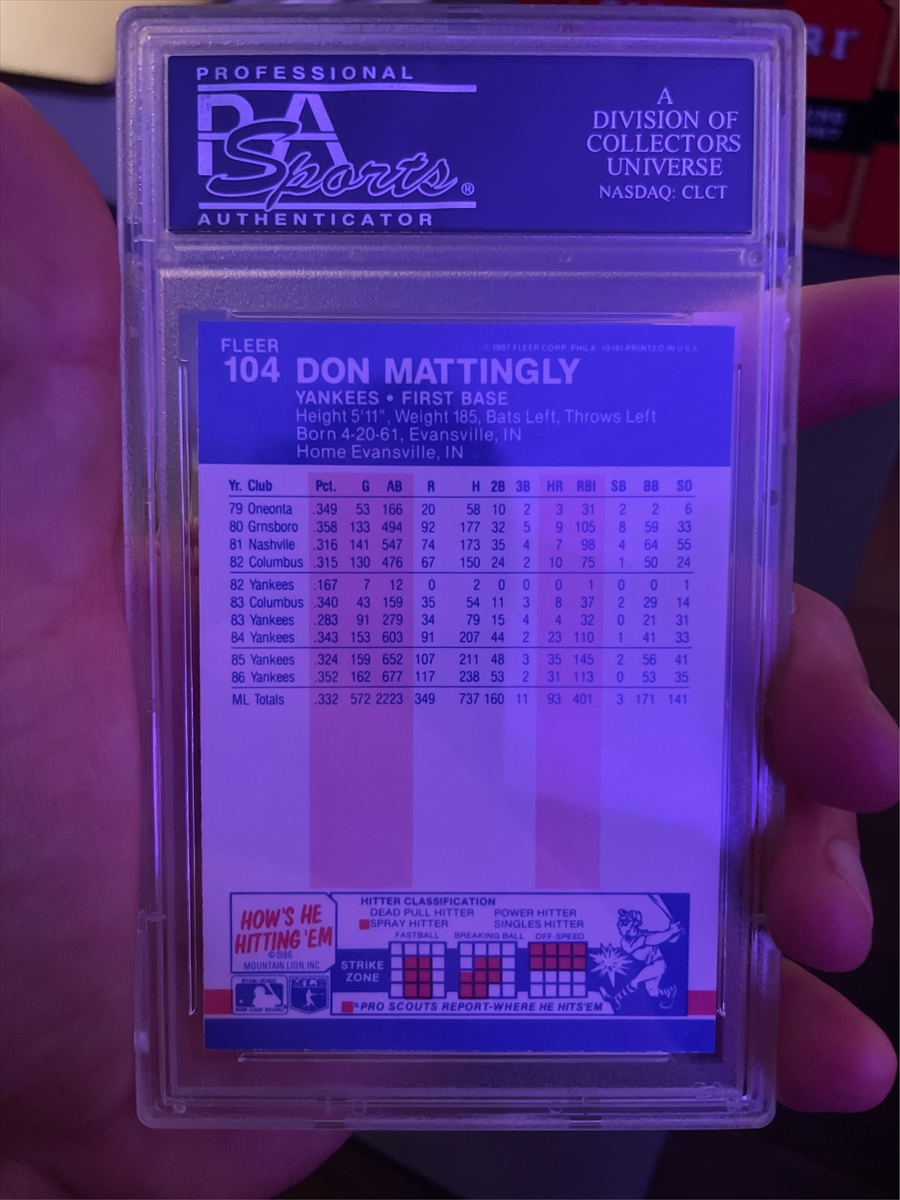 PROFESSIONAL
PSA
Sports®
AUTHENTICATOR
A
DIVISION OF
COLLECTORS
UNIVERSE
NASDAQ: CLCT
FLEER
© 1987 FLEER CORP. PHILA. 19141 PRINTED IN U.S.A.
104 DON MATTINGLY
YANKEES • FIRST BASE
Height 5'11", Weight 185, Bats Left, Throws Left
Born 4-20-61, Evansville, IN
Home Evansville, IN
Yr. Club Pct. G AB R H 2B 3B HR RBI SB BB SO
79 Oneonta .349 53 166 20 58 10 2 3 31 2 2 6
80 Grnsboro .358 133 494 92 177 32 5 9 105 8 59 33
81 Nashvlle .316 141 547 74 173 35 4 7 98 4 64 55
82 Columbus .315 130 476 67 150 24 2 10 75 1 50 24
82 Yankees .167 7 12 0 2 0 0 0 1 0 0 1
83 Columbus .340 43 159 35 54 11 3 8 37 2 29 14
83 Yankees .283 91 279 34 79 15 4 4 32 0 21 31
84 Yankees .343 153 603 91 207 44 2 23 110 1 41 33
85 Yankees .324 159 652 107 211 48 3 35 145 2 56 41
86 Yankees .352 162 677 117 238 53 2 31 113 0 53 35
ML Totals .332 572 2223 349 737 160 11 93 401 3 171 141
HOW'S HE
HITTING 'EM
©1986
MOUNTAIN LION, INC
HITTER CLASSIFICATION
DEAD PULL HITTER POWER HITTER
SPRAY HITTER SINGLES HITTER
FASTBALL BREAKING BALL OFF-SPEED
STRIKE
ZONE
=PRO SCOUTS REPORT-WHERE HE HITS'EM